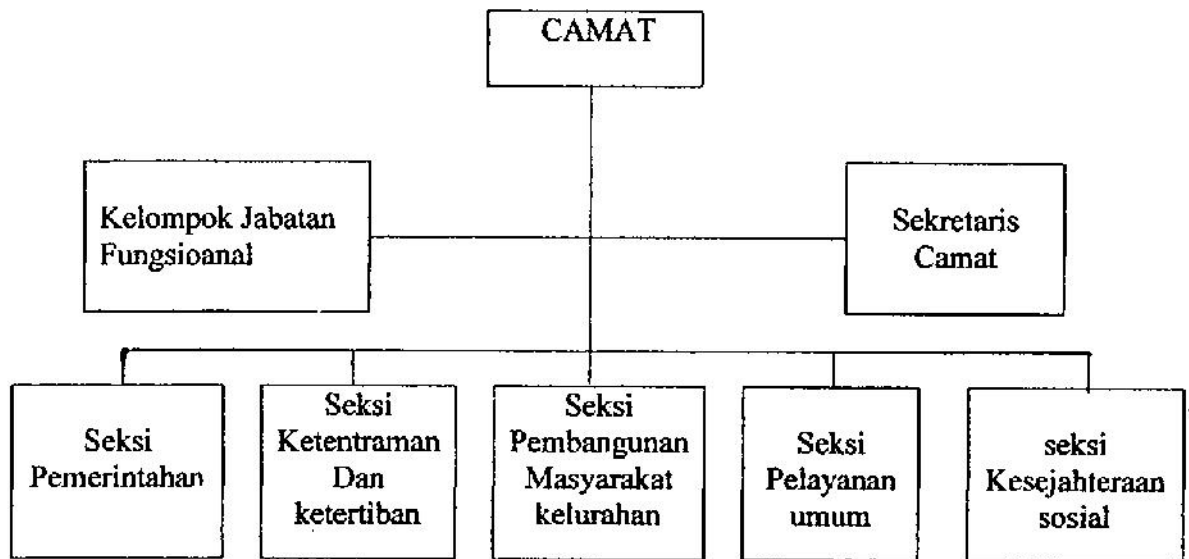 CAMAT
Kelompok Jabatan
Fungsioanal
Sekretaris
Camat
Seksi
Pemerintahan
Seksi
Ketentraman
Dan
ketertiban
Seksi
Pembangunan
Masyarakat
kelurahan
Seksi
Pelayanan
umum
seksi
Kesejahteraan
sosial